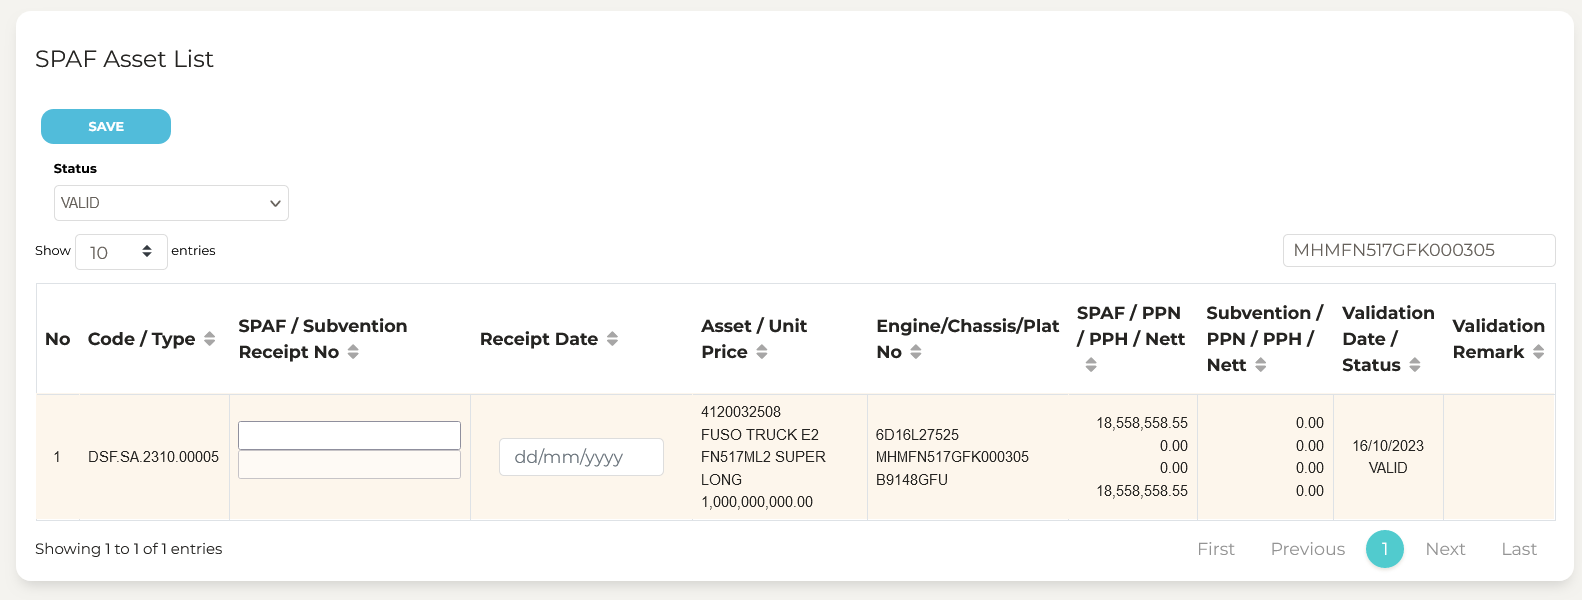 SPAF Asset List
SAVE
Status
VALID
Show 10 entries
MHMFN517GFK000305
No
Code / Type
SPAF / Subvention
Receipt No
Receipt Date
Asset / Unit
Price
Engine/Chassis/Plat
No
SPAF / PPN
/ PPH / Nett
Subvention /
PPN / PPH /
Nett
Validation
Date /
Status
Validation
Remark
1
DSF.SA.2310.00005
dd/mm/yyyy
4120032508
FUSO TRUCK E2
FN517ML2 SUPER
LONG
1,000,000,000.00
6D16L27525
MHMFN517GFK000305
B9148GFU
18,558,558.55
0.00
0.00
18,558,558.55
0.00
0.00
0.00
0.00
16/10/2023
VALID
Showing 1 to 1 of 1 entries
First Previous 1 Next Last